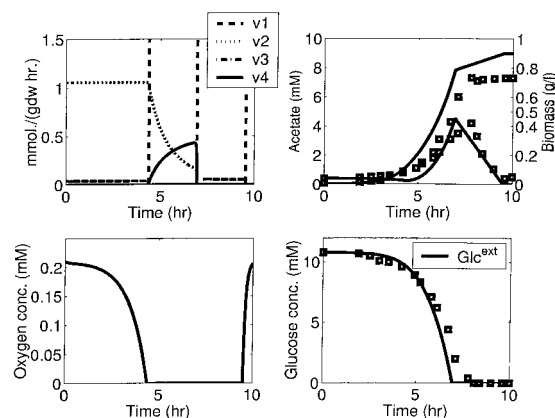 v1
v2
v3
v4
1.5
1
0.5
0
0
5
10
mmol./(gdw hr.)
Time (hr)
10
8
6
4
2
0
0
5
10
Acetate (mM)
1
0.8
0.6
0.5
0.4
0.2
0
Biomass (g/l)
Time (hr)
0.2
0.15
0.1
0.05
0
0
5
10
Oxygen conc. (mM)
Time (hr)
Glc^ext
10
5
0
0
5
10
Glucose conc. (mM)
Time (hr)